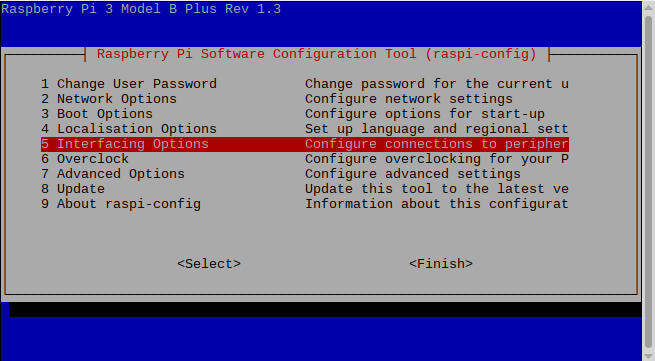 Raspberry Pi 3 Model B Plus Rev 1.3
Raspberry Pi Software Configuration Tool (raspi-config)
1 Change User Password Change password for the current u
2 Network Options Configure network settings
3 Boot Options Configure options for start-up
4 Localisation Options Set up language and regional sett
5 Interfacing Options Configure connections to peripher
6 Overclock Configure overclocking for your P
7 Advanced Options Configure advanced settings
8 Update Update this tool to the latest ve
9 About raspi-config Information about this configurat
<Select> <Finish>